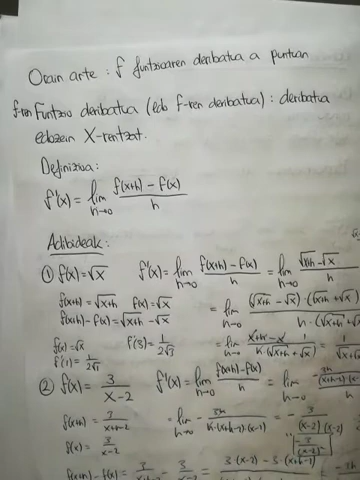 Orain arte : f funtzioaren deribatua a puntuan
f-ren Funtzio deribatua (edo f-ren deribatua) : deribatua
edozein X-rentzat.
Definizioa:
f'(x) = lim h→0 f(x+h) - f(x) / h
Adibideak:
① f(x) = √x f'(x) = lim h→0 f(x+h) - f(x) / h = lim h→0 √x+h - √x / h
f(x+h) = √x+h f(x) = √x
= lim h→0 (√x+h - √x) · (√x+h + √x) / h · (√x+h
f(x+h) - f(x) = √x+h - √x
f(x) = √x f'(3) = 1/2√3
= lim h→0 x+h - x / h
f'(1) = 1/2√1
② f(x) = 3 / x-2 f'(x) = lim h→0 f(x+h) - f(x) / h = lim h→0
f(x+h) = 3 / x+h-2
= lim h→0 - 3h
= - 3 / (x-2)(x-2)
f(x) = 3 / x-2
- 3 / (x-2)²
f(x+h) - f(x) = 3 / x+h-2 - 3 / x-2 = 3·(x-2) - 3·(x+h-2)